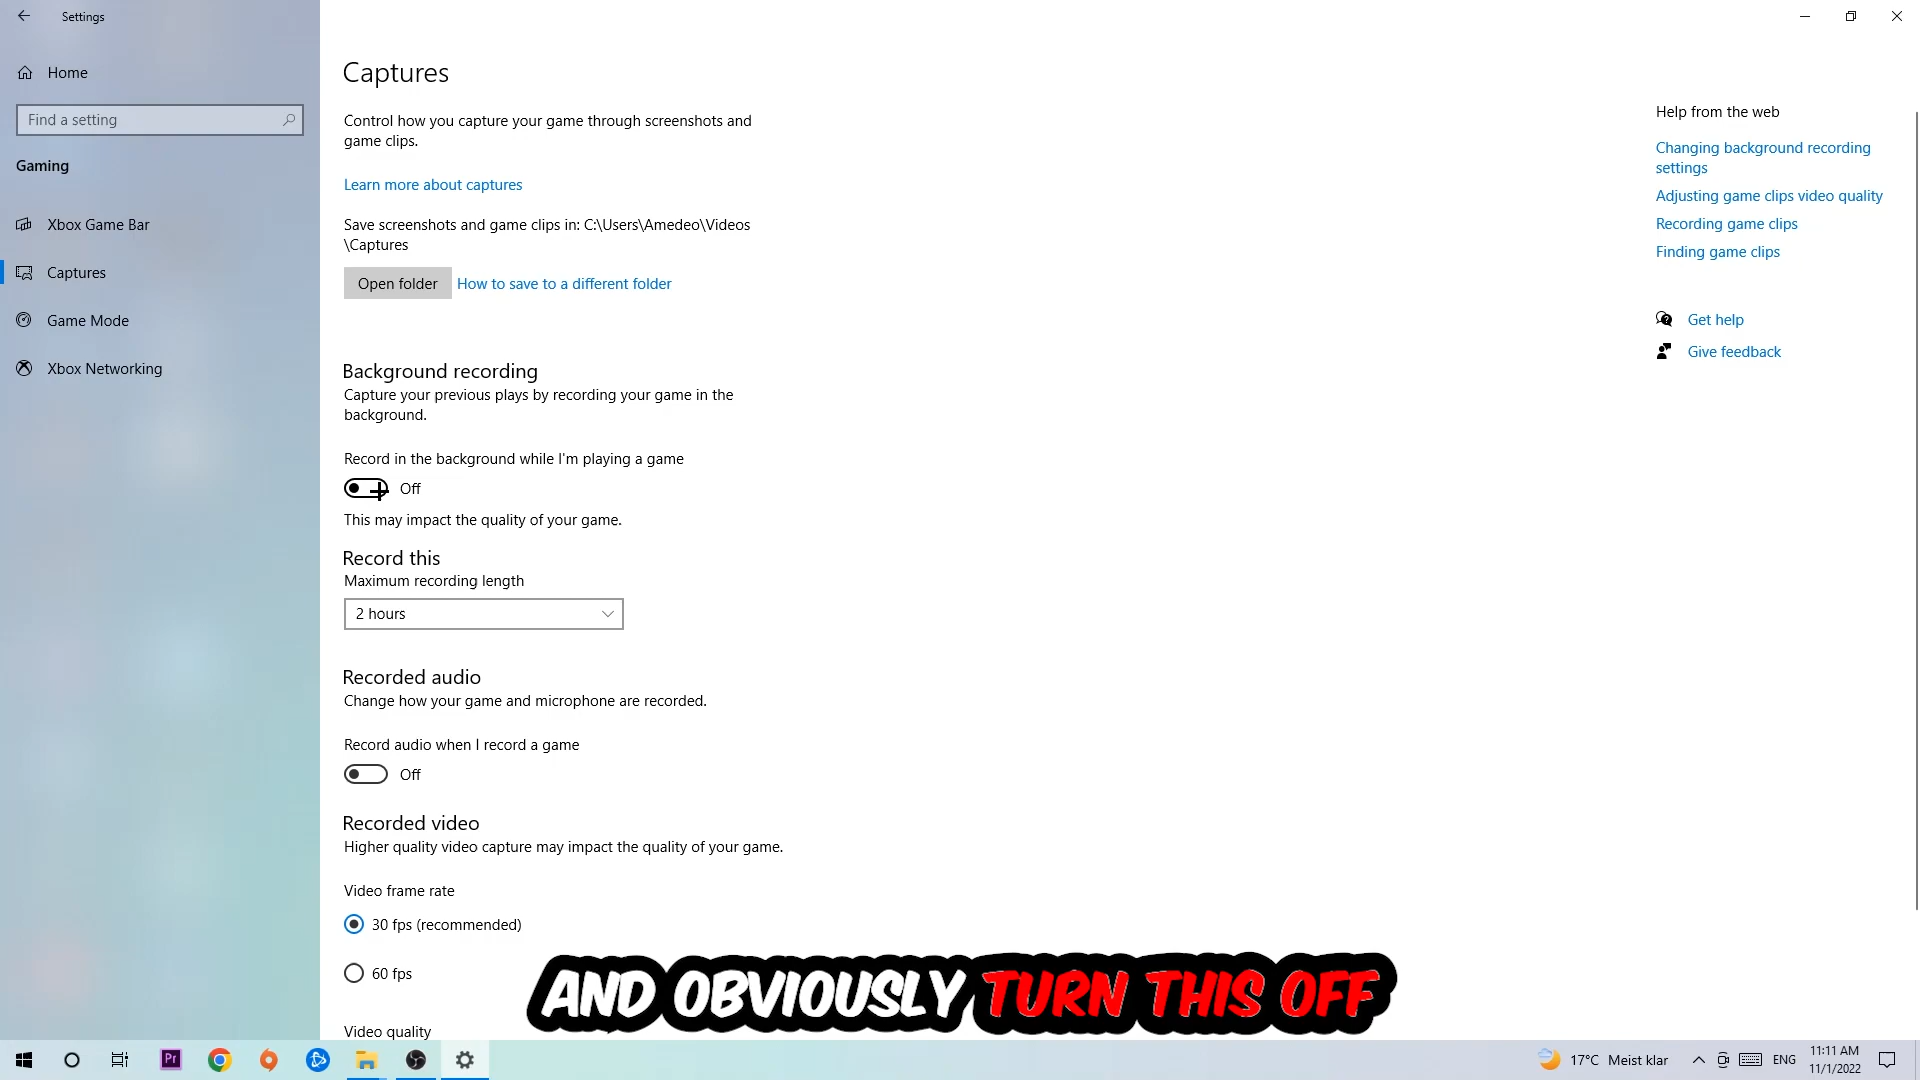 Settings
Home
Find a setting
Gaming
Xbox Game Bar
Captures
Game Mode
Xbox Networking
Captures
Control how you capture your game through screenshots and
game clips.
Learn more about captures
Save screenshots and game clips in: C:\Users\Amedeo\Videos
\Captures
Open folder
How to save to a different folder
Background recording
Capture your previous plays by recording your game in the
background.
Record in the background while I'm playing a game
Off
This may impact the quality of your game.
Record this
Maximum recording length
2 hours
Recorded audio
Change how your game and microphone are recorded.
Record audio when I record a game
Off
Recorded video
Higher quality video capture may impact the quality of your game.
Video frame rate
30 fps (recommended)
60 fps
Video quality
Help from the web
Changing background recording
settings
Adjusting game clips video quality
Recording game clips
Finding game clips
Get help
Give feedback
AND OBVIOUSLY TURN THIS OFF
Pr
17°C Meist klar
ENG
11:11 AM
11/1/2022